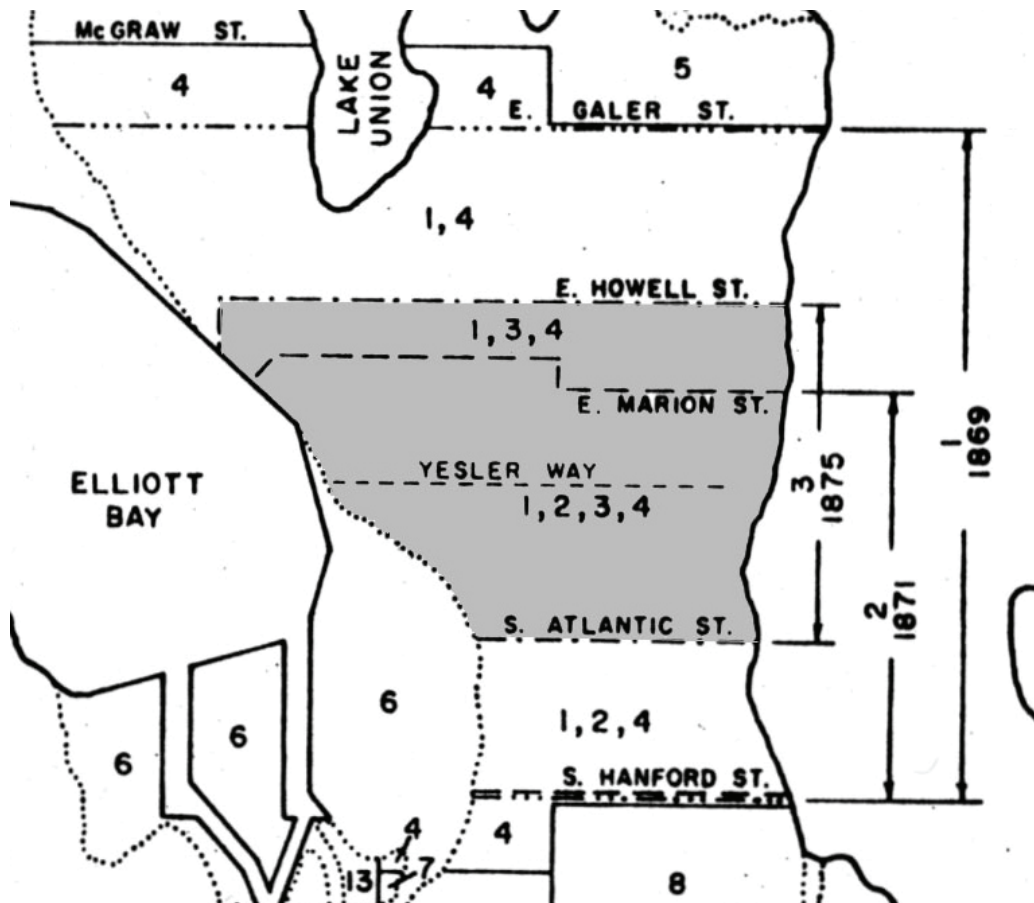 McGRAW ST.
LAKE
UNION
4
4
5
E. GALER ST.
1, 4
E. HOWELL ST.
1, 3, 4
E. MARION ST.
YESLER WAY
1, 2, 3, 4
ELLIOTT
BAY
3
1875
2
1871
1
1869
S. ATLANTIC ST.
6
6
6
1, 2, 4
S. HANFORD ST.
4
4
7
13
8